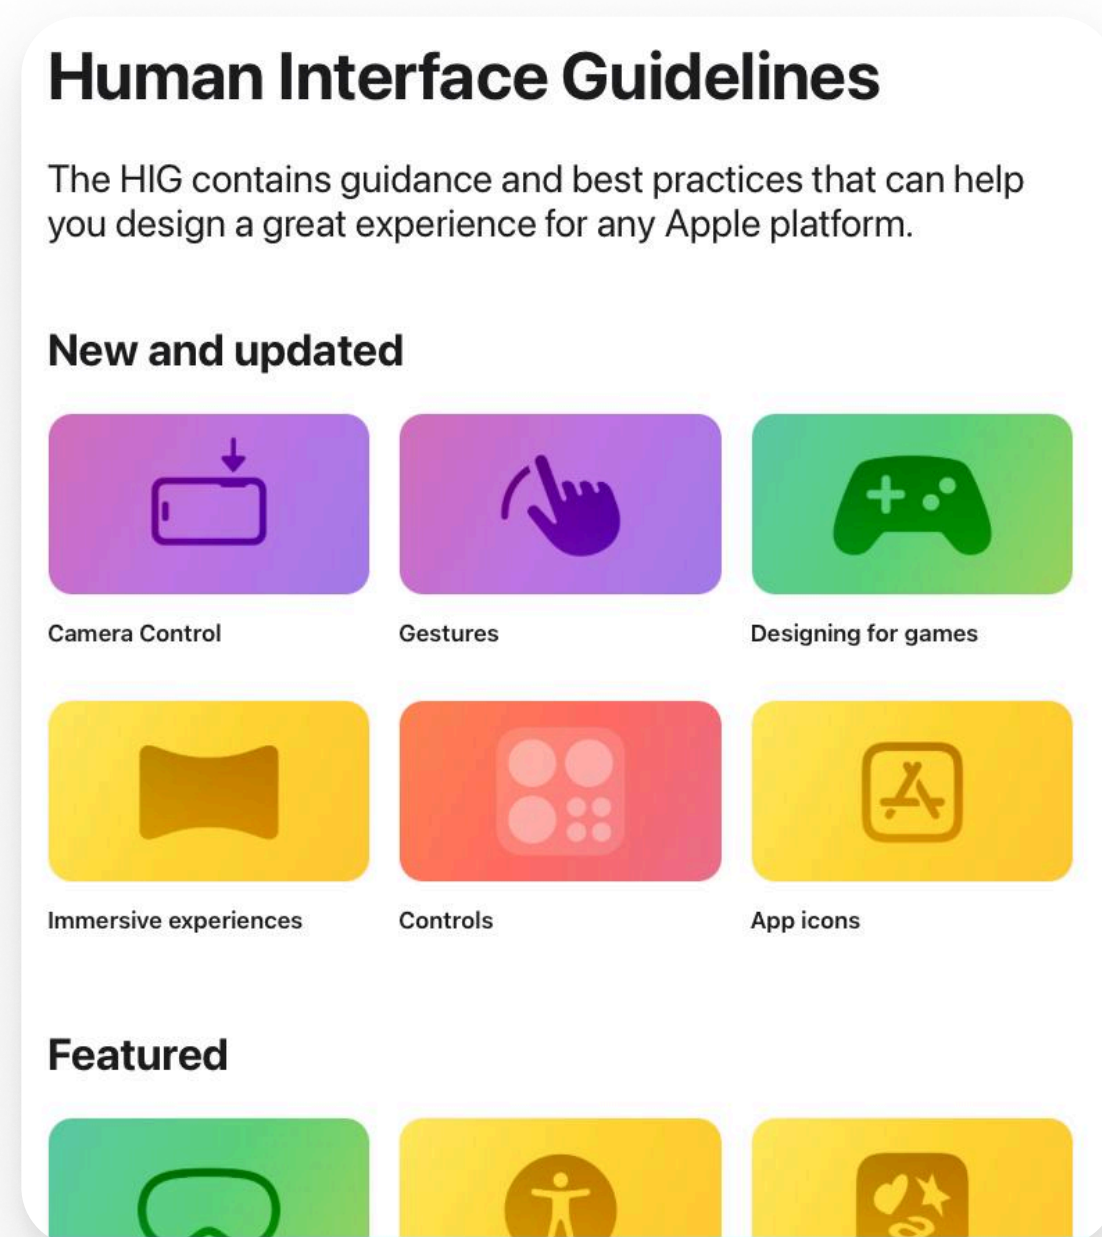 Human Interface Guidelines
The HIG contains guidance and best practices that can help
you design a great experience for any Apple platform.
New and updated
Camera Control
Gestures
Designing for games
Immersive experiences
Controls
App icons
Featured